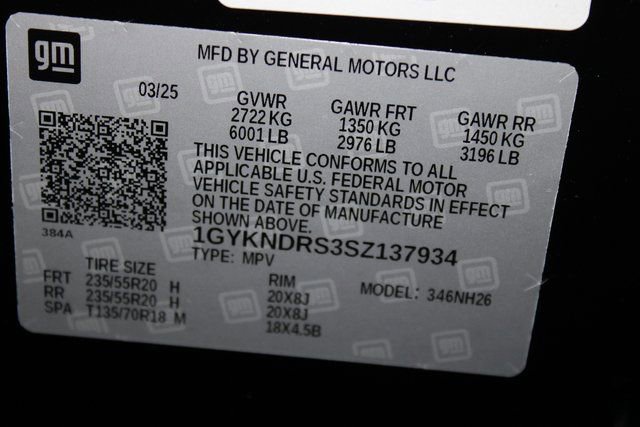 gm
MFD BY GENERAL MOTORS LLC
03/25
GVWR GAWR FRT GAWR RR
2722 KG 1350 KG 1450 KG
6001 LB 2976 LB 3196 LB
THIS VEHICLE CONFORMS TO ALL
APPLICABLE U.S. FEDERAL MOTOR
VEHICLE SAFETY STANDARDS IN EFFECT
ON THE DATE OF MANUFACTURE
SHOWN ABOVE.
384A
1GYKNDRS3SZ137934
TYPE: MPV
TIRE SIZE RIM MODEL: 346NH26
FRT 235/55R20 H 20X8J
RR 235/55R20 H 20X8J
SPA T135/70R18 M 18X4.5B